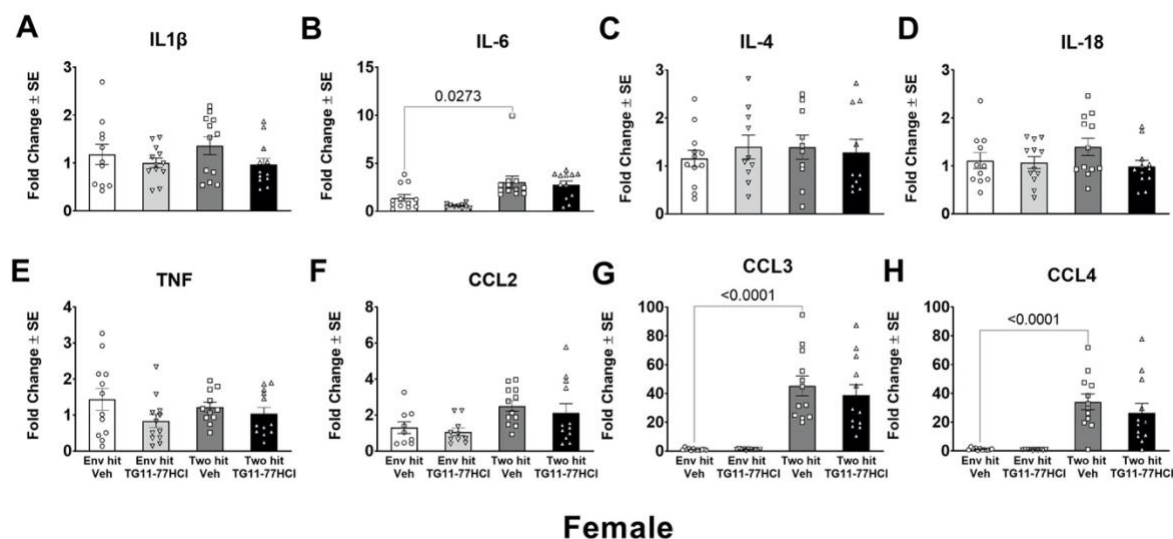 A
IL1β
Fold Change ± SE
3
2
1
0
B
IL-6
Fold Change ± SE
15
10
5
0
0.0273
C
IL-4
Fold Change ± SE
3
2
1
0
D
IL-18
Fold Change ± SE
3
2
1
0
E
TNF
Fold Change ± SE
4
3
2
1
0
Env hit Env hit Two hit Two hit
Veh TG11-77HCl Veh TG11-77HCl
F
CCL2
Fold Change ± SE
8
6
4
2
0
Env hit Env hit Two hit Two hit
Veh TG11-77HCl Veh TG11-77HCl
G
CCL3
Fold Change ± SE
100
80
60
40
20
0
<0.0001
Env hit Env hit Two hit Two hit
Veh TG11-77HCl Veh TG11-77HCl
H
CCL4
Fold Change ± SE
100
80
60
40
20
0
<0.0001
Env hit Env hit Two hit Two hit
Veh TG11-77HCl Veh TG11-77HCl
Female